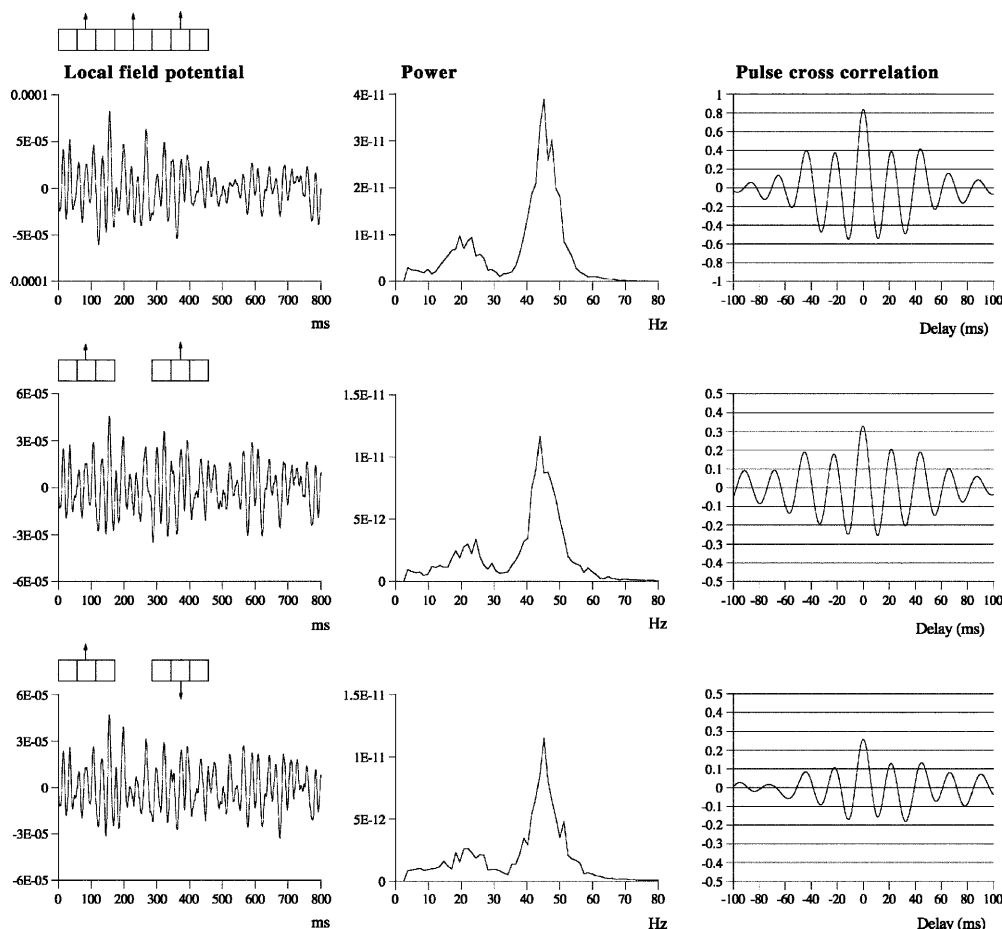 Local field potential Power Pulse cross correlation
0.0001
5E-05
0
-5E-05
0.0001
0 100 200 300 400 500 600 700 800
ms
4E-11
3E-11
2E-11
1E-11
0
0 10 20 30 40 50 60 70 80
Hz
1
0.8
0.6
0.4
0.2
0
-0.2
-0.4
-0.6
-0.8
-1
-100 -80 -60 -40 -20 0 20 40 60 80 100
Delay (ms)
6E-05
3E-05
0
-3E-05
-6E-05
0 100 200 300 400 500 600 700 800
ms
1.5E-11
1E-11
5E-12
0
0 10 20 30 40 50 60 70 80
Hz
0.5
0.4
0.3
0.2
0.1
0
-0.1
-0.2
-0.3
-0.4
-0.5
-100 -80 -60 -40 -20 0 20 40 60 80 100
Delay (ms)
6E-05
3E-05
0
-3E-05
-6E-05
0 100 200 300 400 500 600 700 800
ms
1.5E-11
1E-11
5E-12
0
0 10 20 30 40 50 60 70 80
Hz
0.5
0.4
0.3
0.2
0.1
0
-0.1
-0.2
-0.3
-0.4
-0.5
-100 -80 -60 -40 -20 0 20 40 60 80 100
Delay (ms)